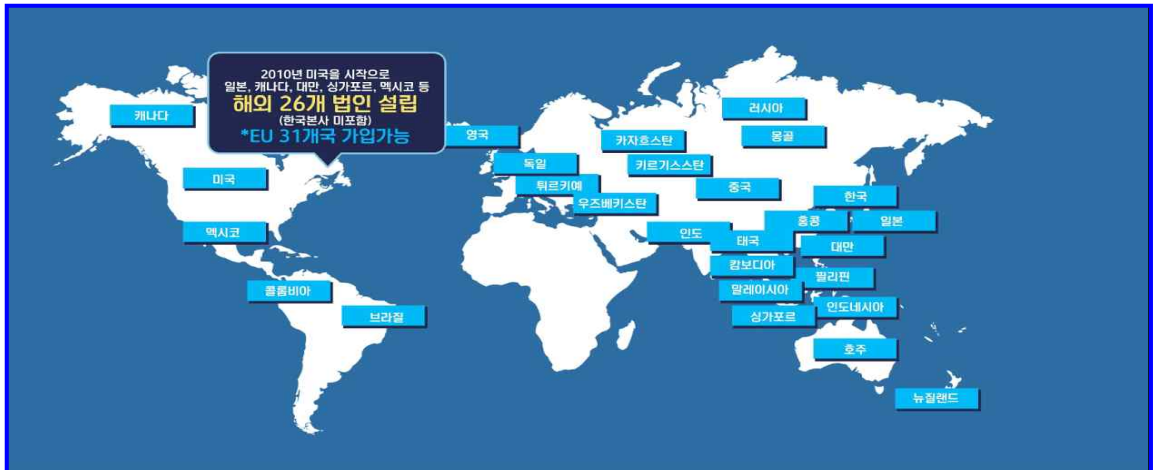 2010년 미국을 시작으로
일본, 캐나다, 대만, 싱가포르, 멕시코 등
해외 26개 법인 설립
(한국본사 미포함)
*EU 31개국 가입가능
캐나다
영국
러시아
카자흐스탄
몽골
독일
키르기스스탄
미국
튀르키예
중국
우즈베키스탄
한국
멕시코
인도
홍콩
일본
태국
대만
캄보디아
필리핀
콜롬비아
말레이시아
브라질
싱가포르
인도네시아
호주
뉴질랜드